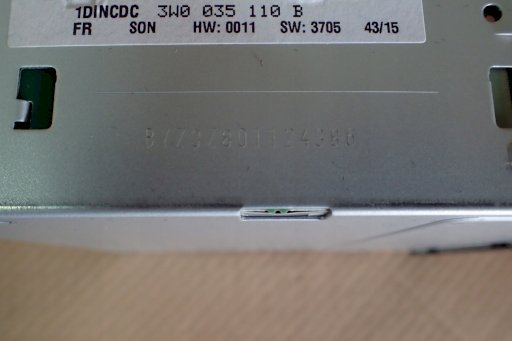 1DINCDC 3W0 035 110 B
FR SON HW: 0011 SW: 3705 43/15